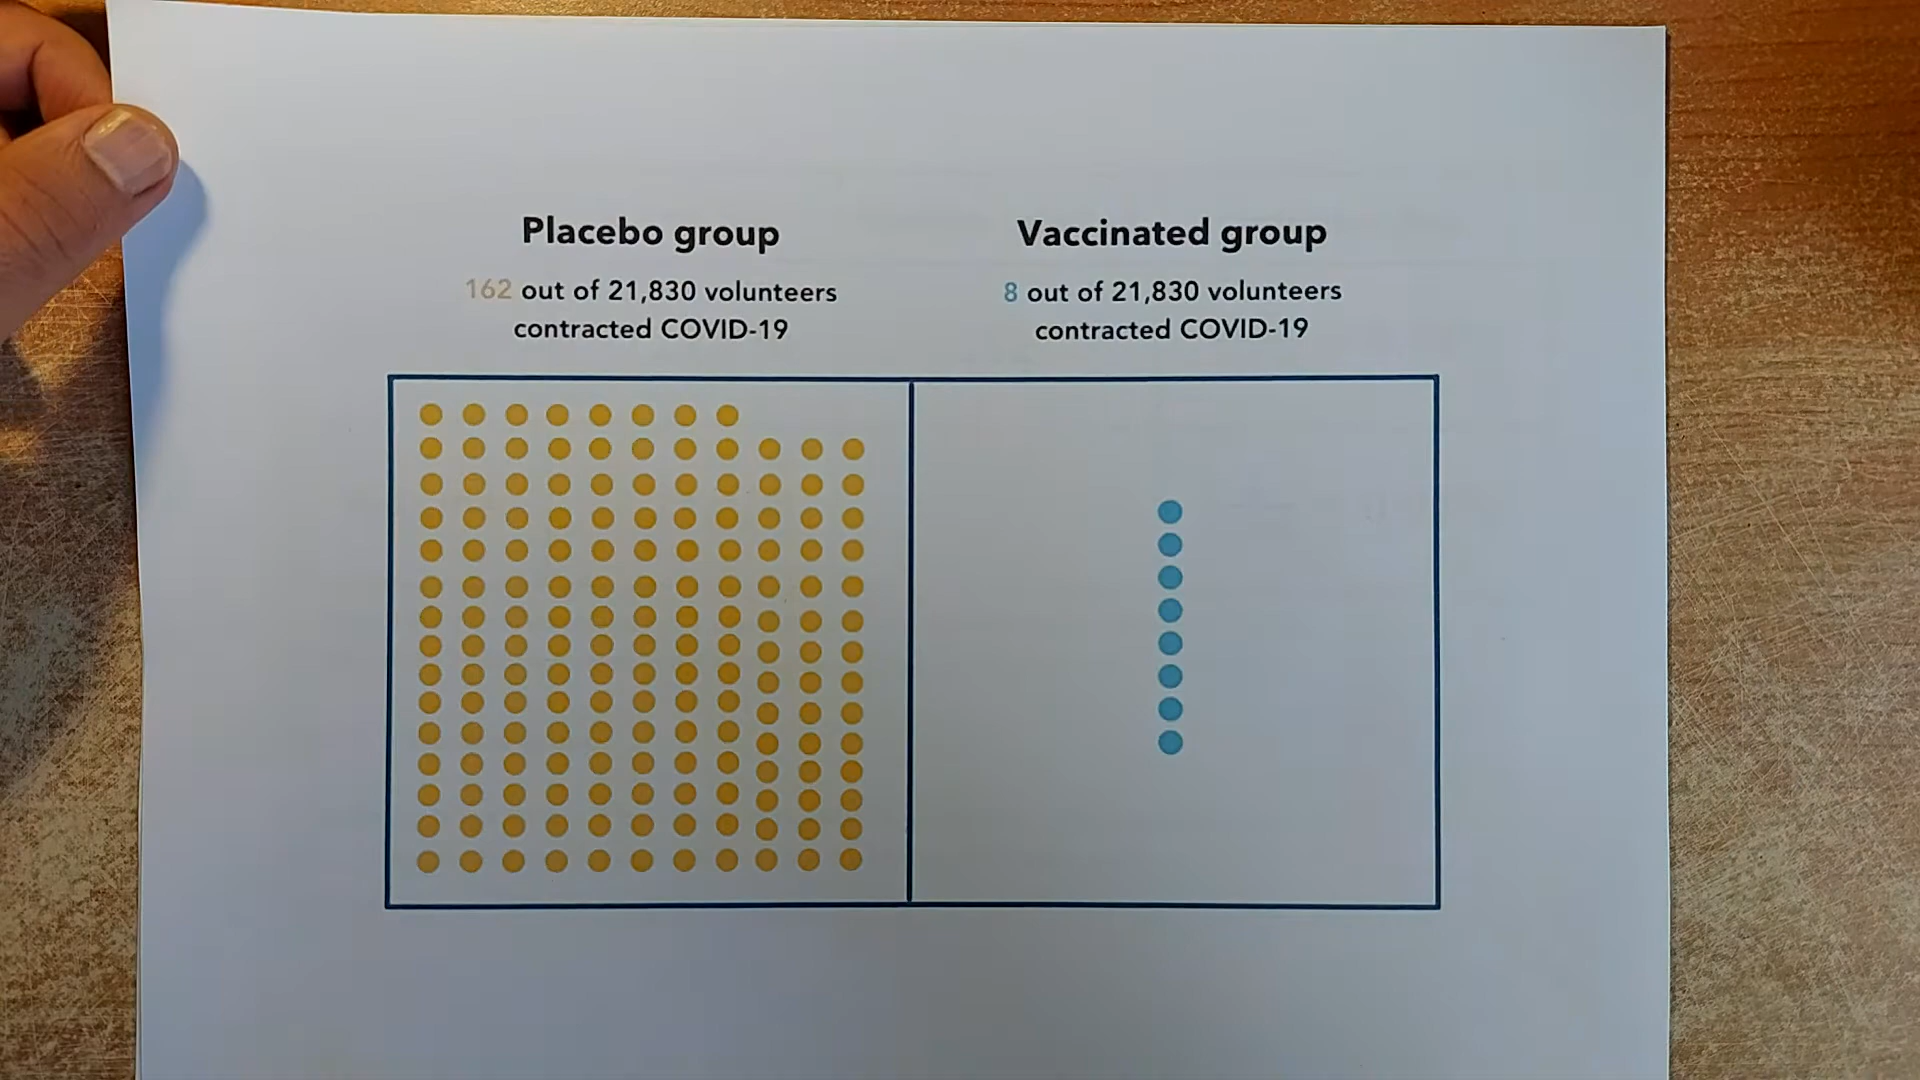 Placebo group
162 out of 21,830 volunteers
contracted COVID-19
Vaccinated group
8 out of 21,830 volunteers
contracted COVID-19